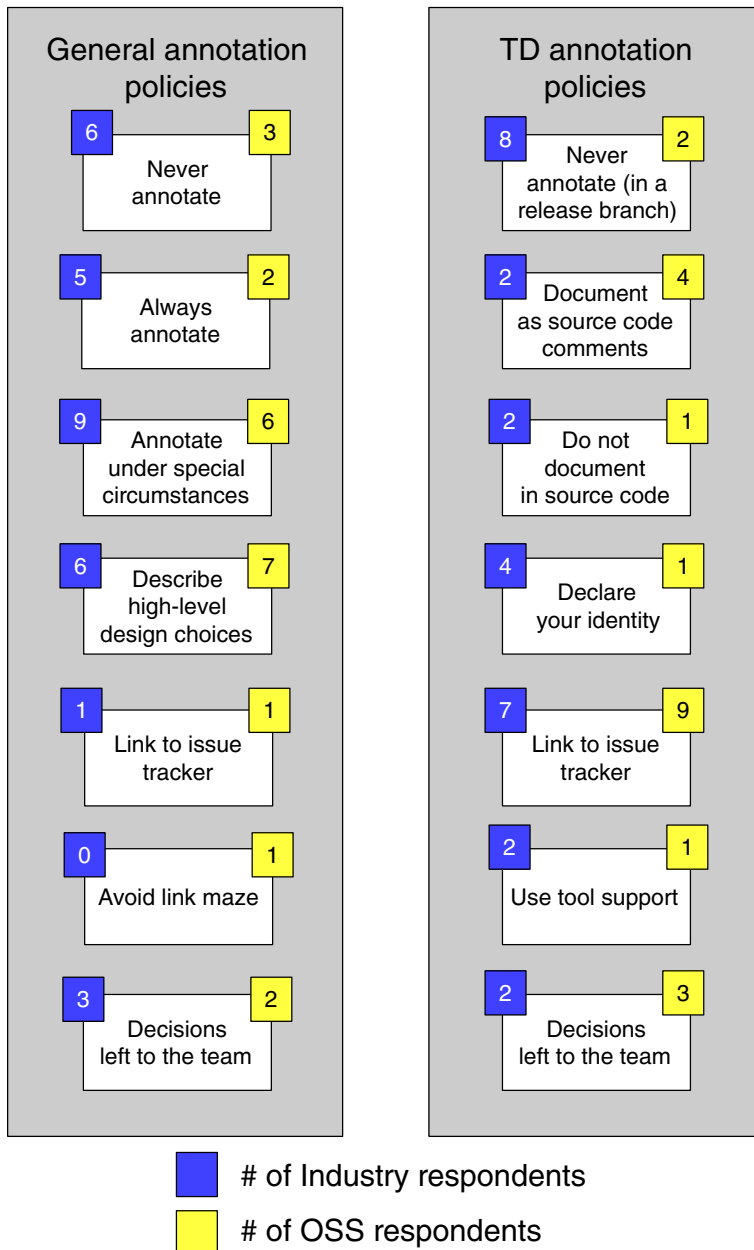 General annotation
policies
6
3
Never
annotate
5
2
Always
annotate
9
6
Annotate
under special
circumstances
6
7
Describe
high-level
design choices
1
1
Link to issue
tracker
0
1
Avoid link maze
3
2
Decisions
left to the team
TD annotation
policies
8
2
Never
annotate (in a
release branch)
2
4
Document
as source code
comments
2
1
Do not
document
in source code
4
1
Declare
your identity
7
9
Link to issue
tracker
2
1
Use tool support
2
3
Decisions
left to the team
# of Industry respondents
# of OSS respondents